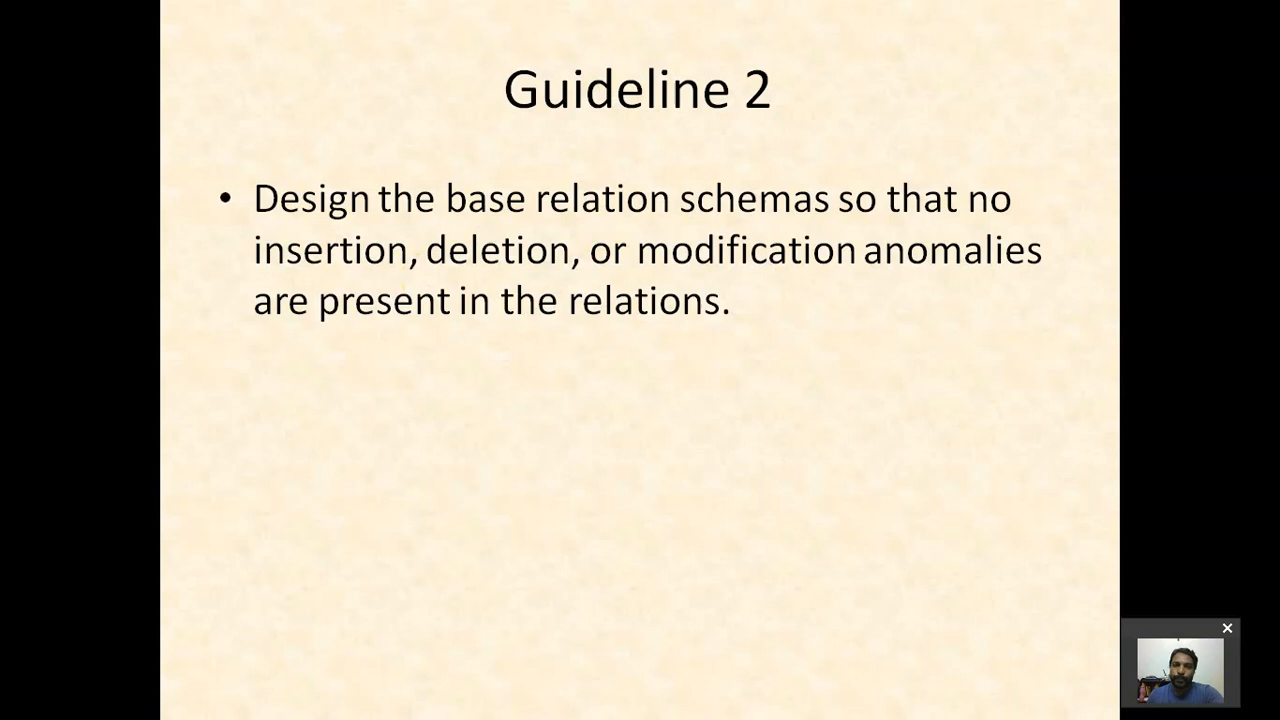 Guideline 2
• Design the base relation schemas so that no
insertion, deletion, or modification anomalies
are present in the relations.